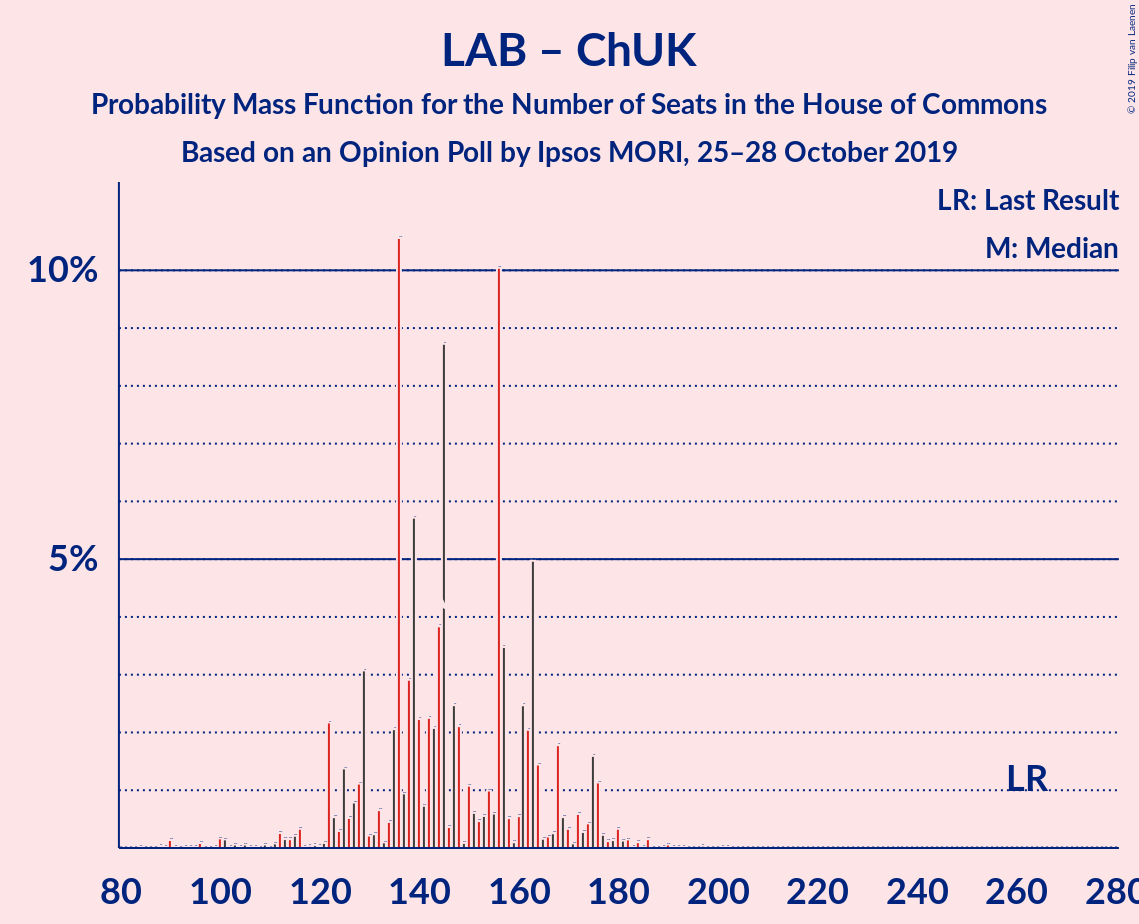 LAB – ChUK
Probability Mass Function for the Number of Seats in the House of Commons
Based on an Opinion Poll by Ipsos MORI, 25–28 October 2019
© 2019 Filip van Laenen
LR: Last Result
M: Median
10%
5%
LR
80 100 120 140 160 180 200 220 240 260 280